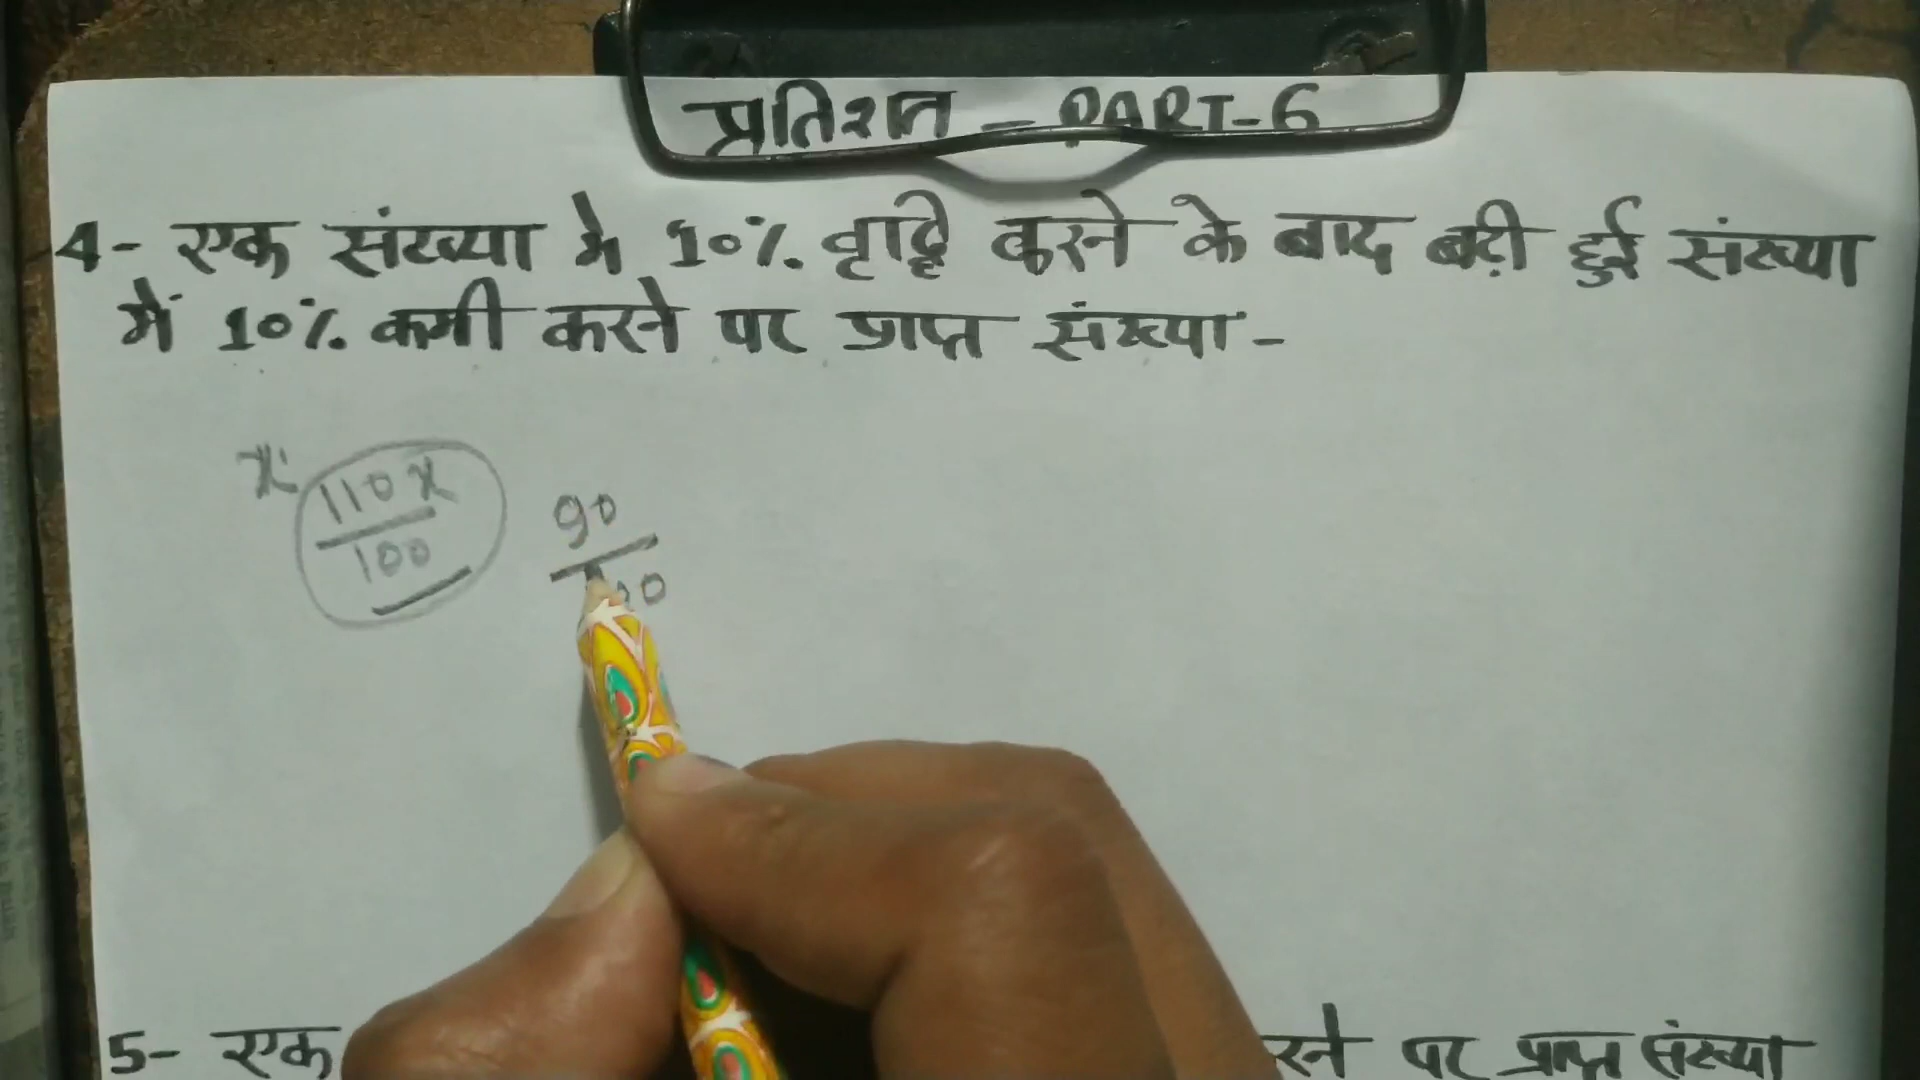 प्रतिशत - PART-6
4- एक संख्या मे 10% वृद्धि करने के बाद बढ़ी हुई संख्या
में 10% कमी करने पर प्राप्त संख्या -
x 110x 90
100 100
5- एक रने पर प्राप्त संख्या